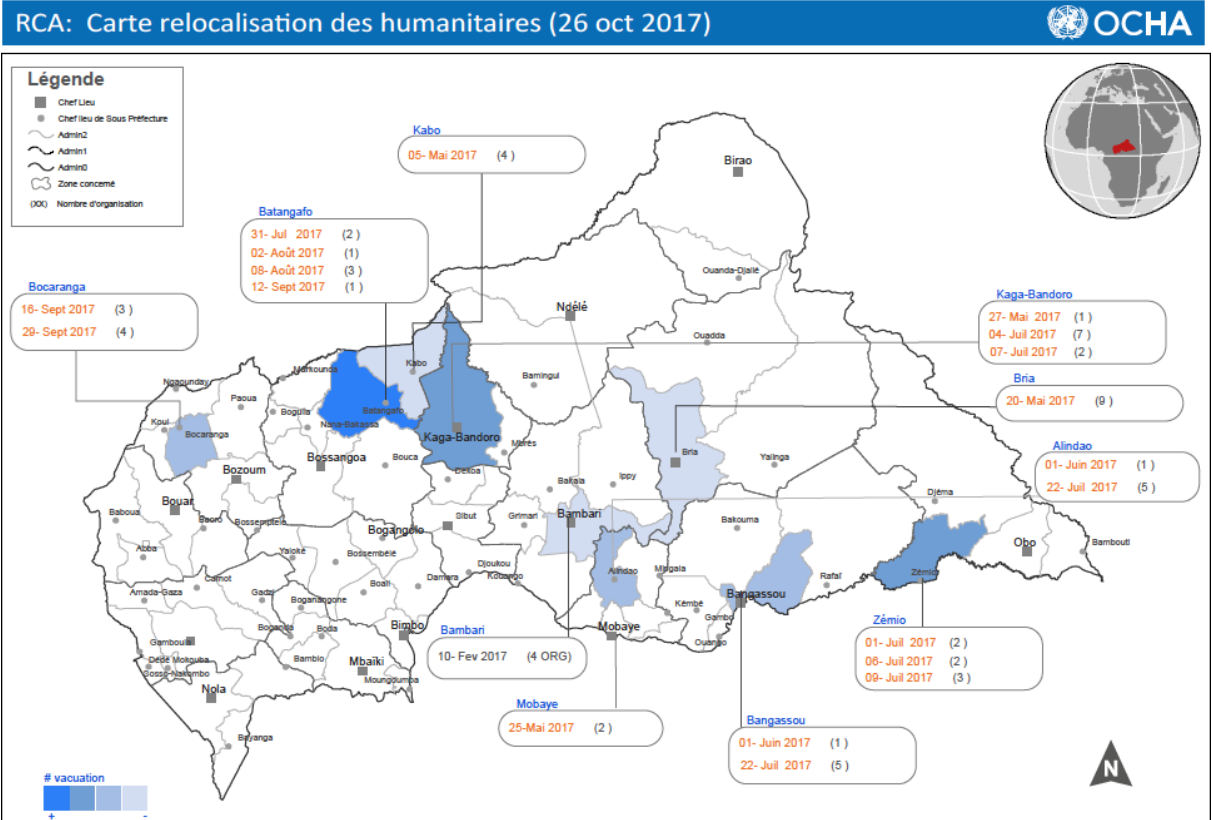 RCA: Carte relocalisation des humanitaires (26 oct 2017)
OCHA
Légende
Chef Lieu
Chef lieu de Sous Préfecture
Admin2
Admin1
Admin0
Zone concerné
(XX) Nombre d'organisation
Kabo
05- Mai 2017 (4 )
Batangafo
31- Jul 2017 (2 )
02- Août 2017 (1)
08- Août 2017 (3 )
12- Sept 2017 (1 )
Bocaranga
16- Sept 2017 (3 )
29- Sept 2017 (4 )
Kaga-Bandoro
27- Mai 2017 (1 )
04- Juil 2017 (7 )
07- Juil 2017 (2 )
Bria
20- Mai 2017 (9 )
Alindao
01- Juin 2017 (1 )
22- Juil 2017 (5 )
Zémio
01- Juil 2017 (2 )
06- Juil 2017 (2 )
09- Juil 2017 (3 )
Bambari
10- Fev 2017 (4 ORG)
Mobaye
25-Mai 2017 (2 )
Bangassou
01- Juin 2017 (1 )
22- Juil 2017 (5 )
Birao
Ouanda-Djallé
Ndélé
Ouadda
Kabo
Markounda
Bamingui
Ngaounday
Paoua
Boguila
Batangafo
Nana-Bakassa
Koui
Bocaranga
Kaga-Bandoro
Mbrès
Bossangoa
Bouca
Bria
Yalinga
Bozoum
Dekoa
Ippy
Bakala
Bouar
Djéma
Baboua
Baoro
Bossemptélé
Bogangolo
Sibut
Grimari
Bambari
Bakouma
Obo
Bambouti
Abba
Yaloké
Bossembélé
Djoukou
Kouango
Alindao
Mingala
Zémio
Rafaï
Carnot
Boali
Damara
Amada-Gaza
Gadzi
Boganangone
Bangassou
Kémbé
Gambo
Boganda
Boda
Bimbo
Mobaye
Ouango
Gamboula
Dédé Mokouba
Sosso-Nakombo
Bambio
Mbaïki
Moungoumba
Nola
Bayanga
# vacuation
+ -
N